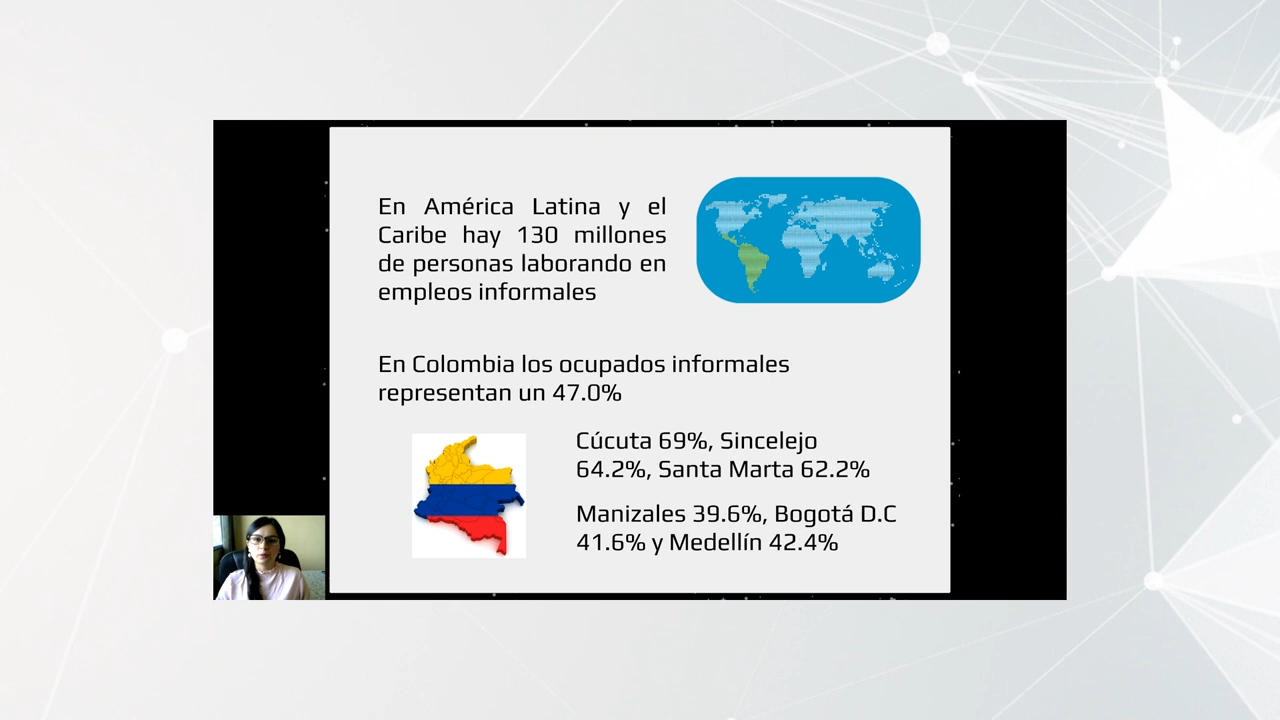 En América Latina y el
Caribe hay 130 millones
de personas laborando en
empleos informales
En Colombia los ocupados informales
representan un 47.0%
Cúcuta 69%, Sincelejo
64.2%, Santa Marta 62.2%
Manizales 39.6%, Bogotá D.C
41.6% y Medellín 42.4%